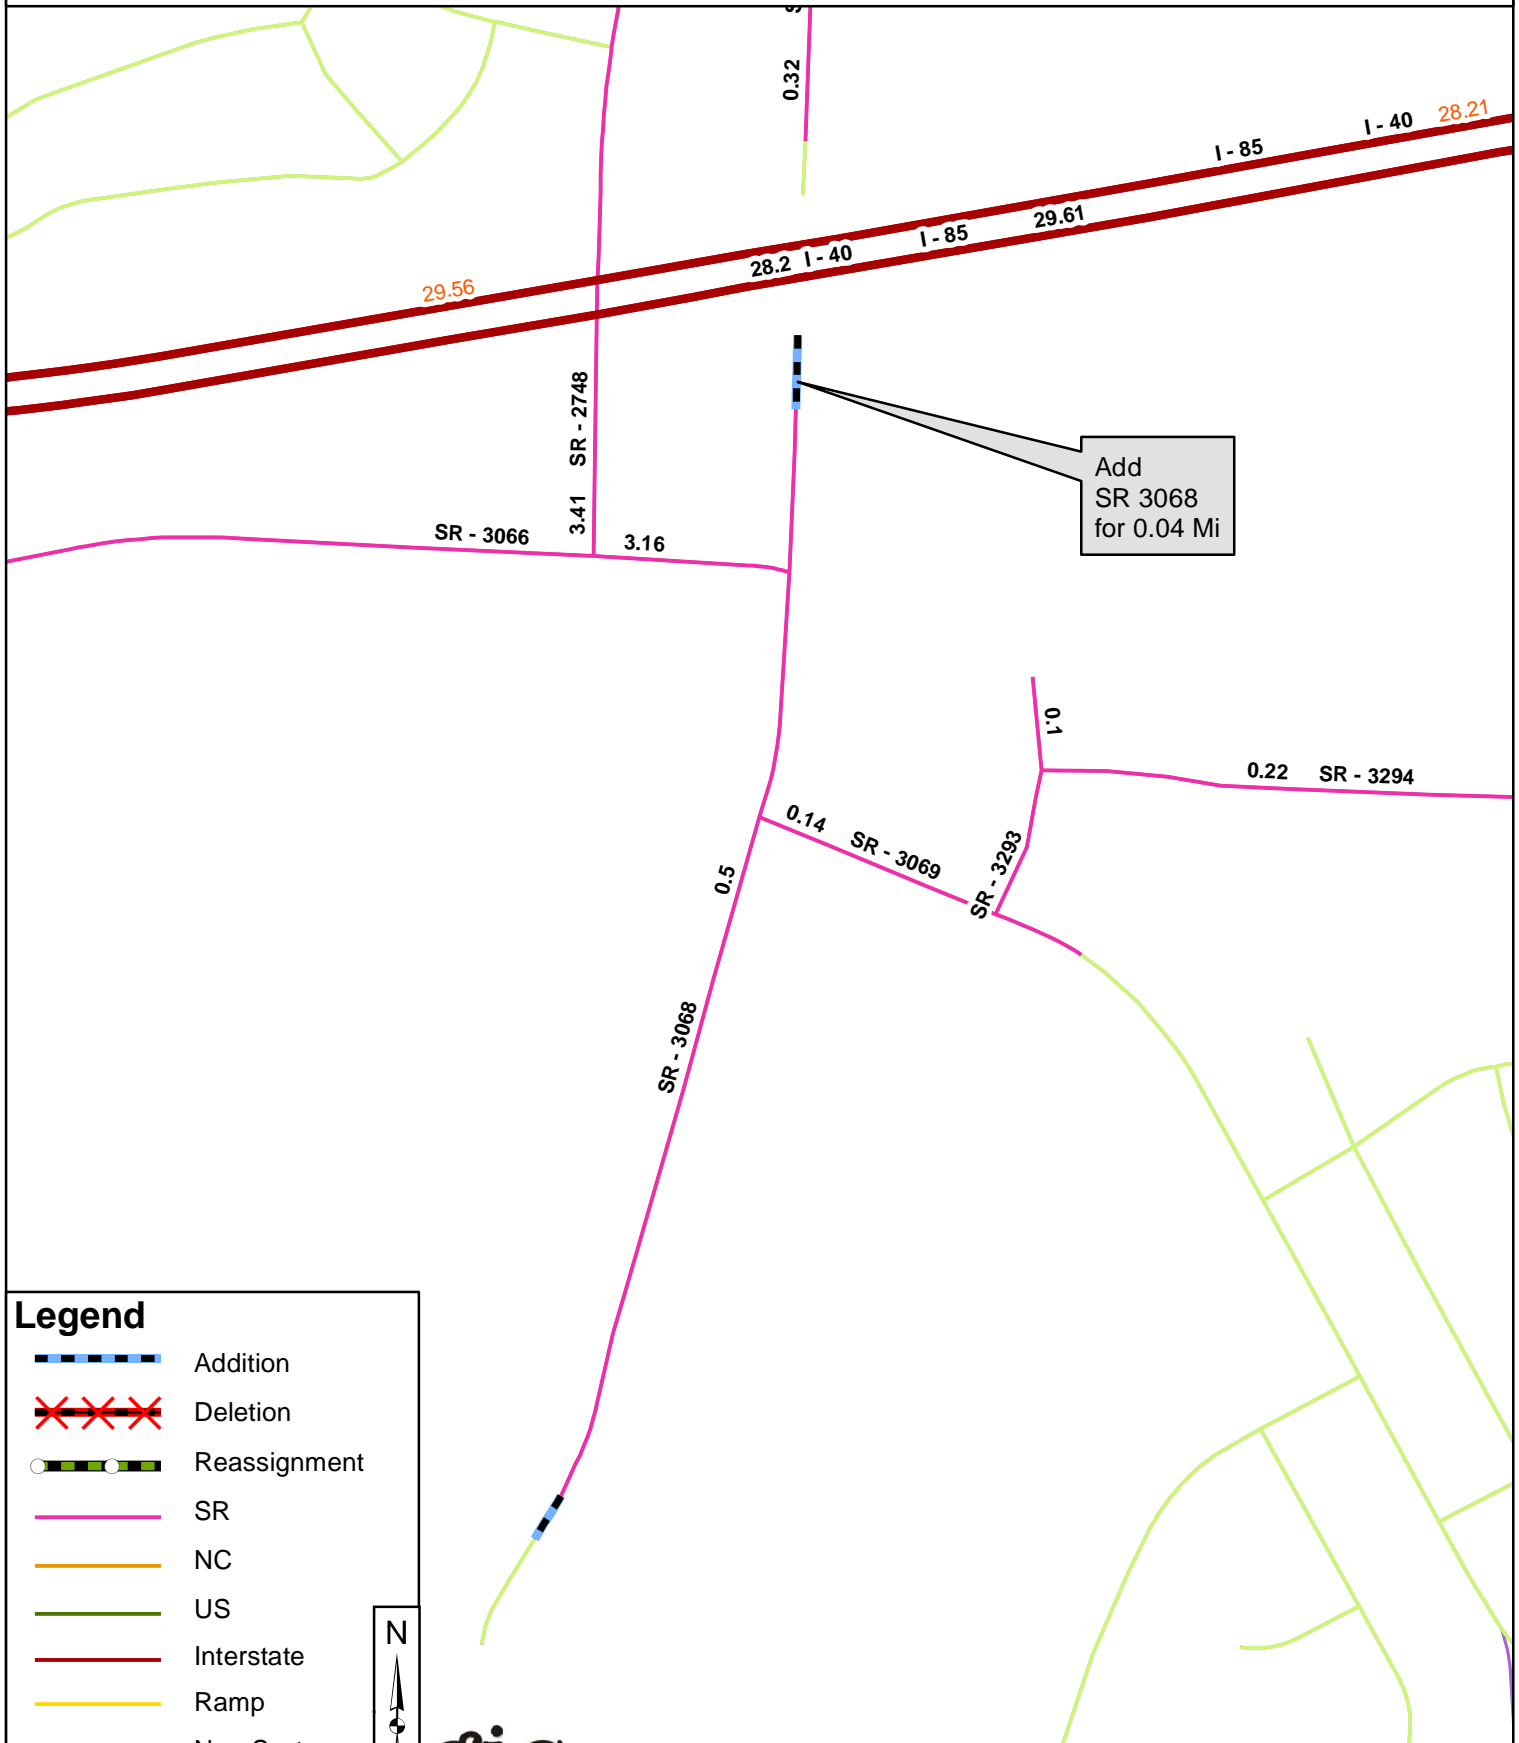 0.32
I - 40
28.21
I - 85
29.61
I - 85
28.2 I - 40
29.56
SR - 2748
3.41
Add
SR 3068
for 0.04 Mi
SR - 3066
3.16
0.1
0.22 SR - 3294
0.14 SR - 3069
SR - 3293
0.5
SR - 3068
Legend
Addition
Deletion
Reassignment
SR
NC
US
Interstate
Ramp
N